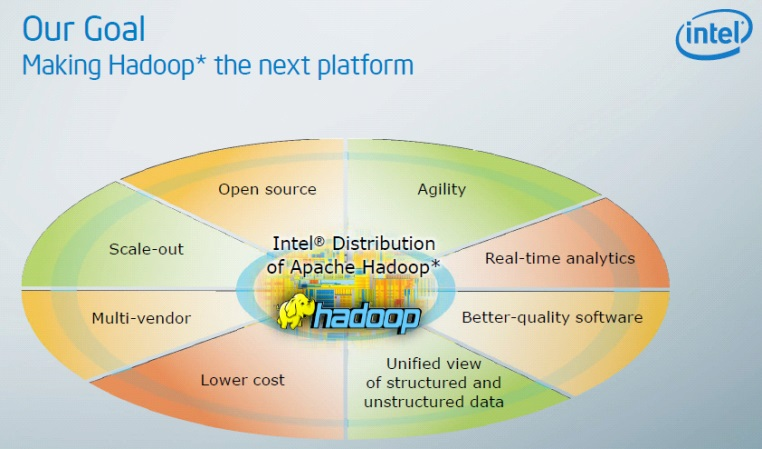 Our Goal
Making Hadoop* the next platform
intel
Open source
Agility
Scale-out
Intel® Distribution
of Apache Hadoop*
Real-time analytics
Multi-vendor
hadoop
Better-quality software
Lower cost
Unified view
of structured and
unstructured data